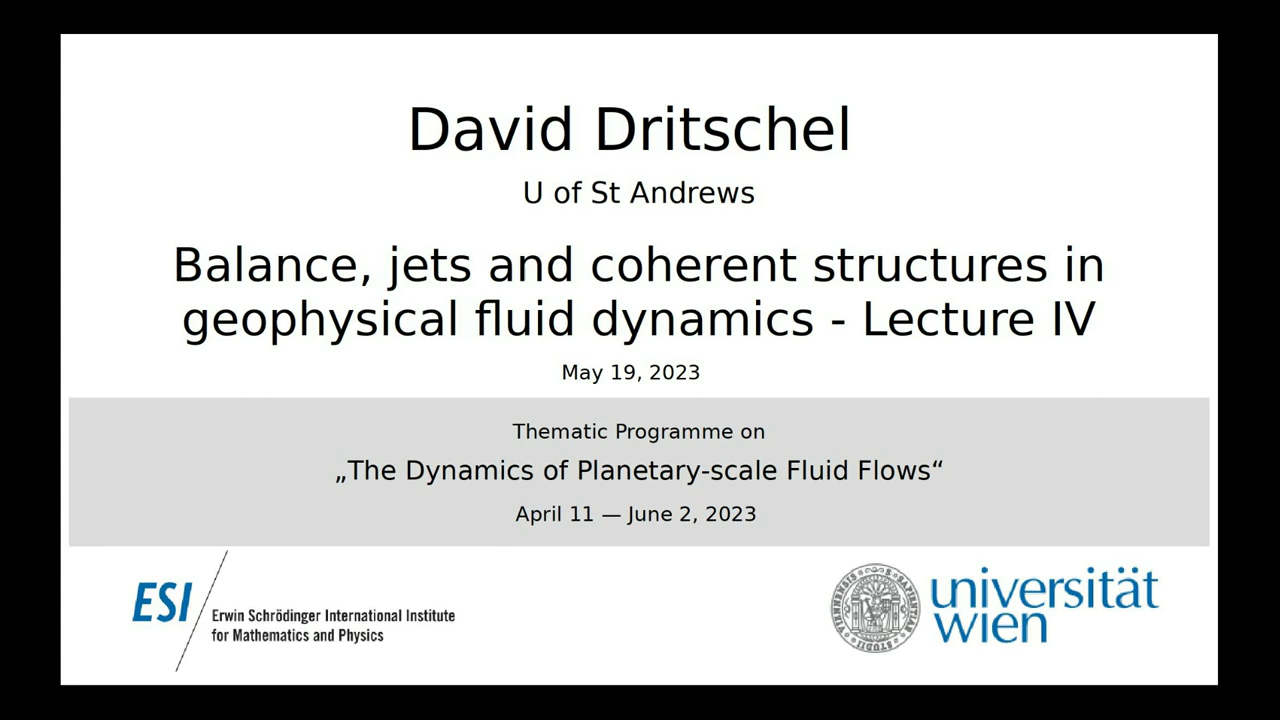 David Dritschel
U of St Andrews
Balance, jets and coherent structures in
geophysical fluid dynamics - Lecture IV
May 19, 2023
Thematic Programme on
„The Dynamics of Planetary-scale Fluid Flows“
April 11 — June 2, 2023
ESI
Erwin Schrödinger International Institute
for Mathematics and Physics
universität
wien